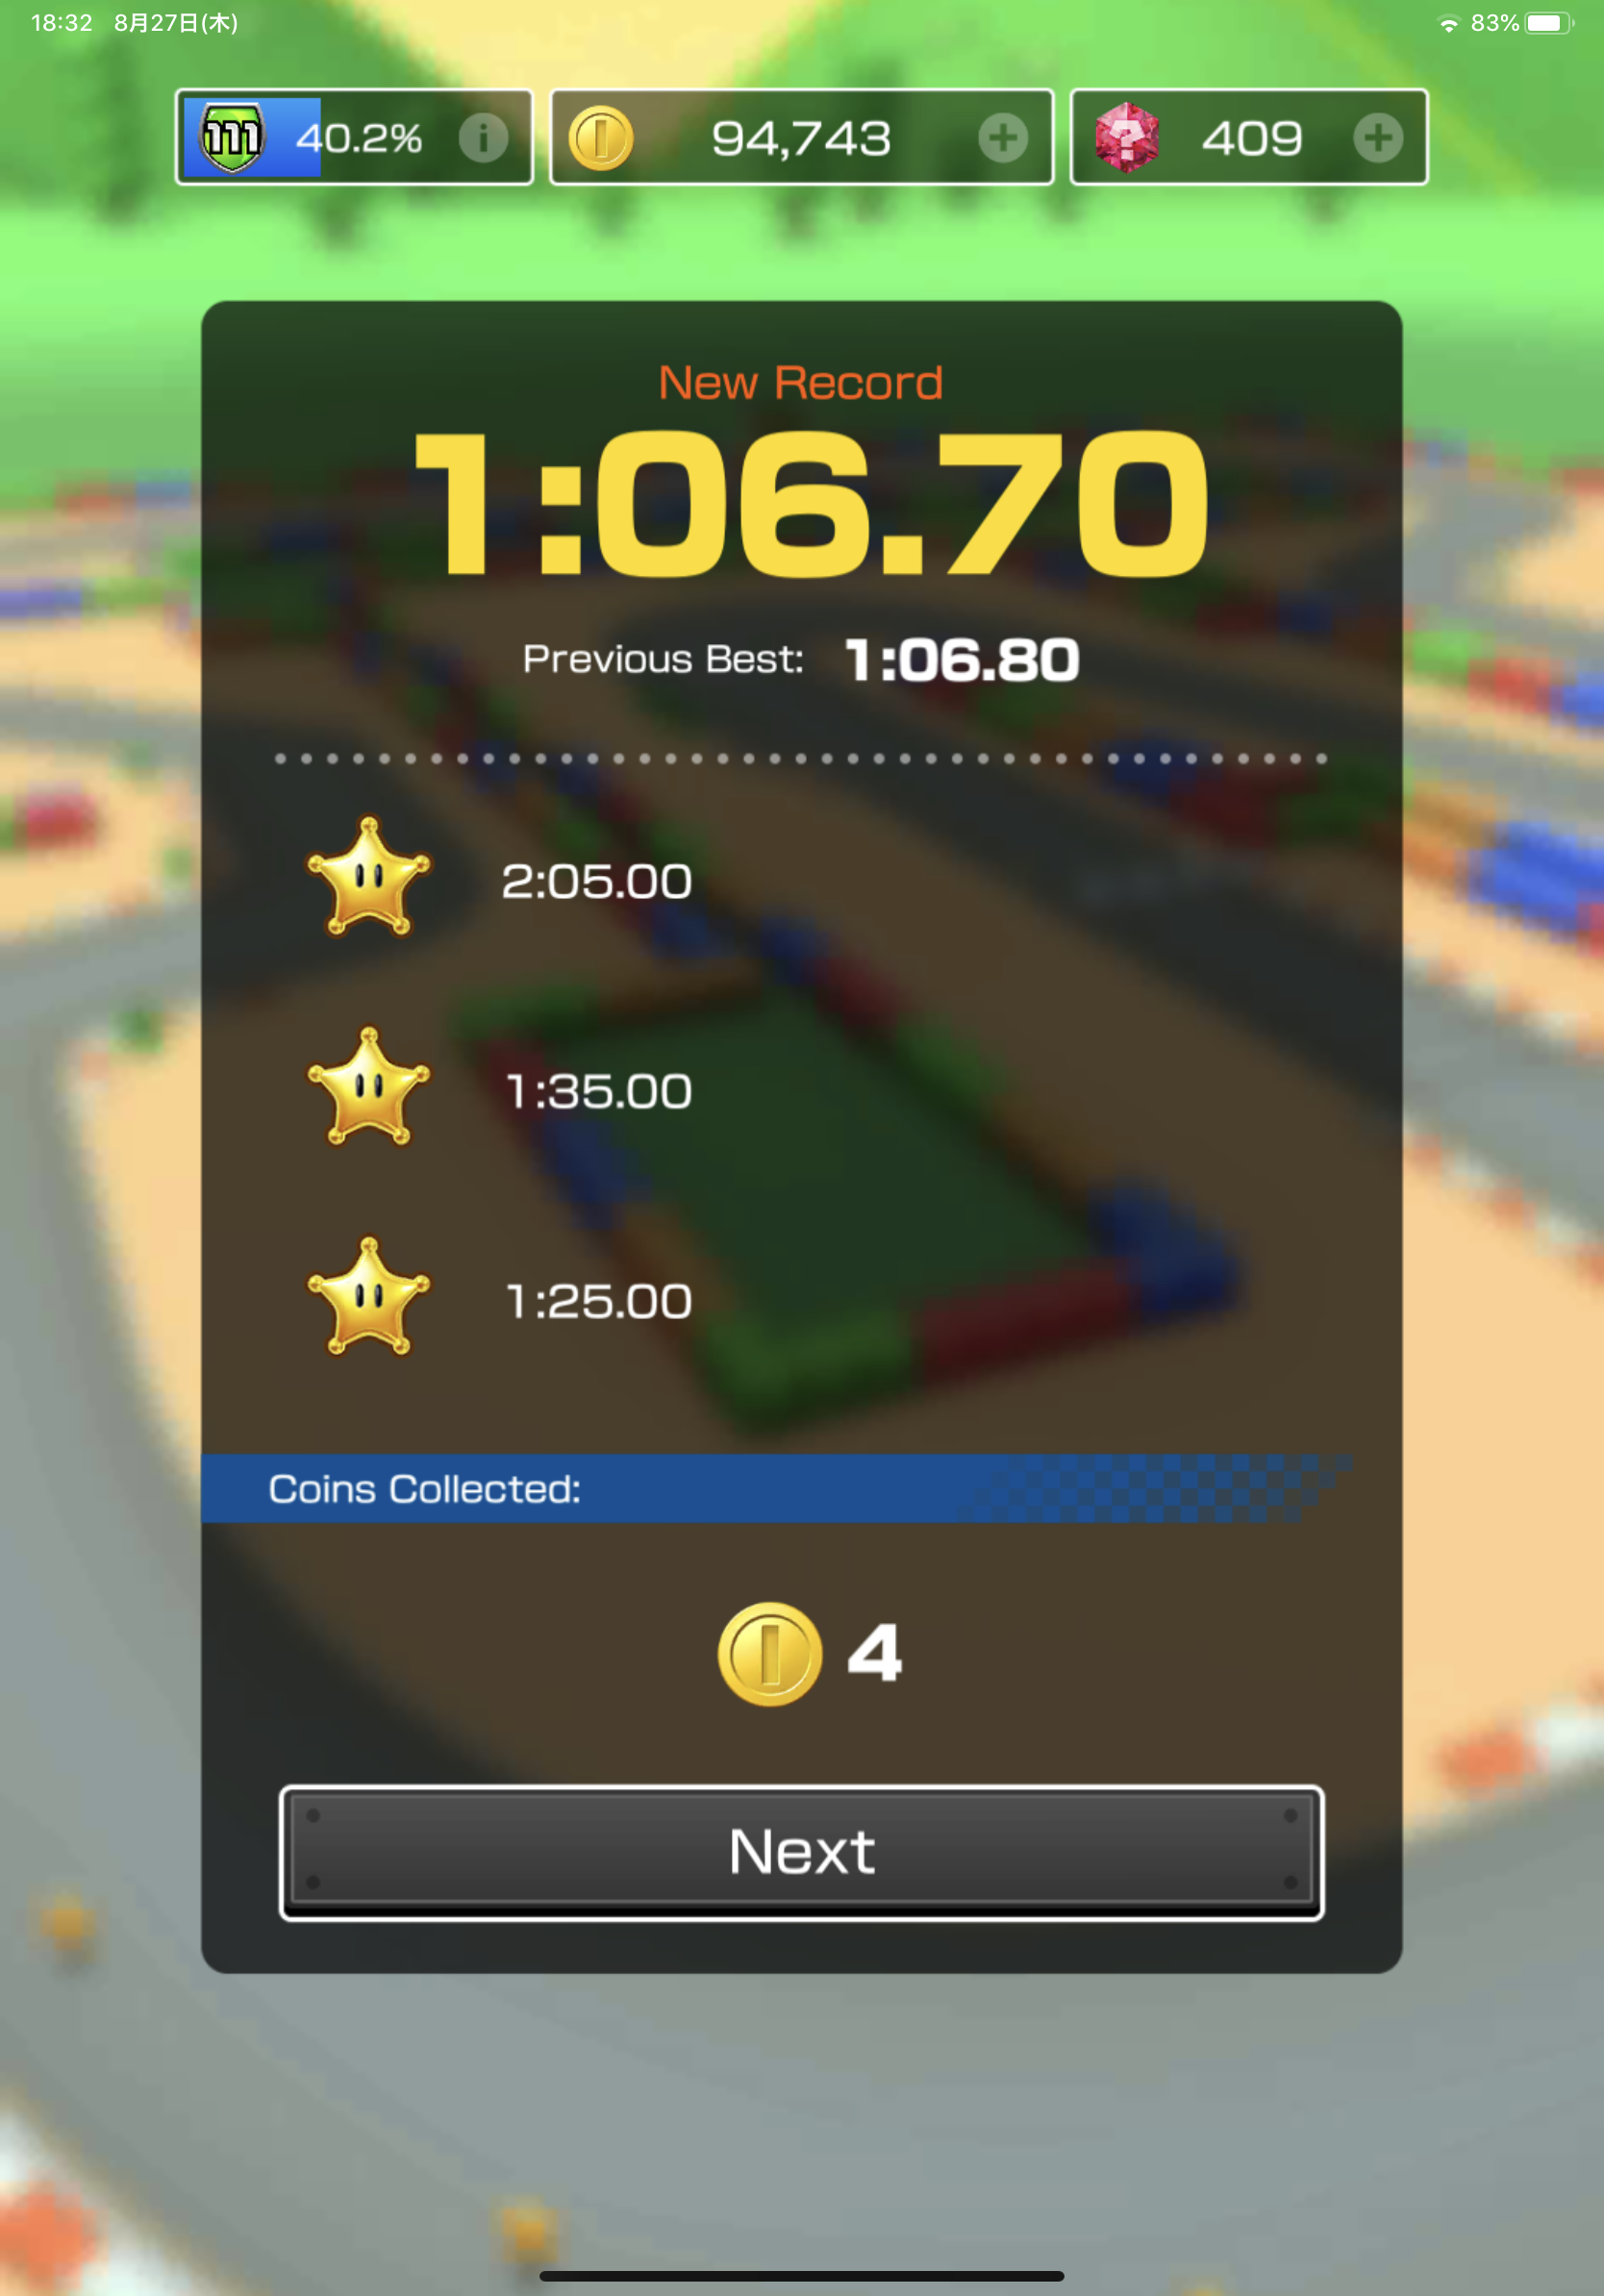 18:32 8月27日(木) 83%
111 40.2% i 94,743 + ? 409 +
New Record
1:06.70
Previous Best: 1:06.80
2:05.00
1:35.00
1:25.00
Coins Collected:
4
Next